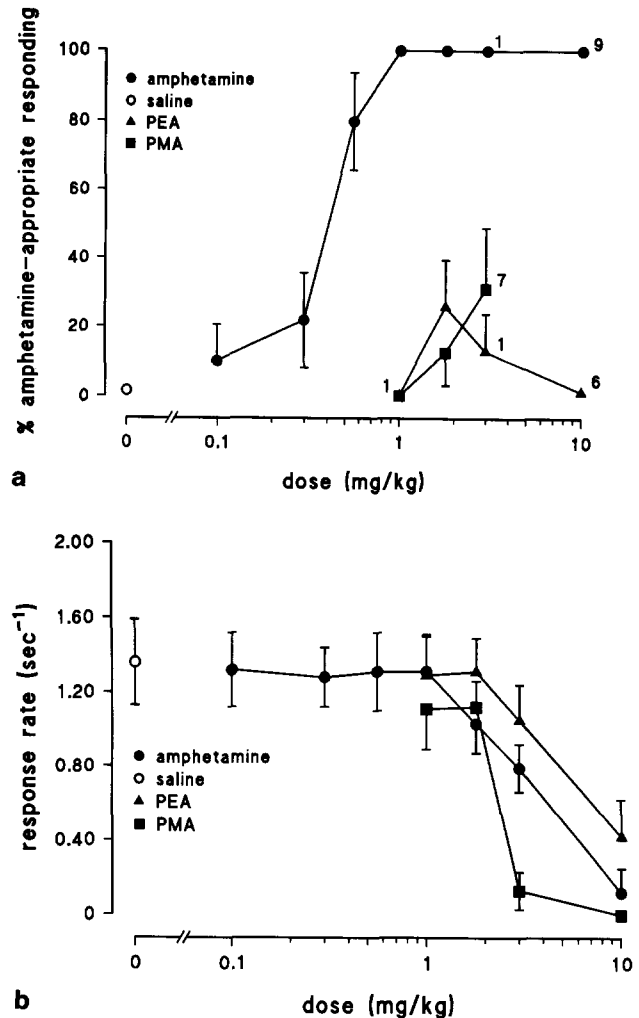 % amphetamine-appropriate responding
100
80
60
40
20
0
amphetamine
saline
PEA
PMA
1
9
7
1
1
6
0
0.1
1
10
dose (mg/kg)
a
response rate (sec⁻¹)
2.00
1.60
1.20
0.80
0.40
0
amphetamine
saline
PEA
PMA
0
0.1
1
10
dose (mg/kg)
b